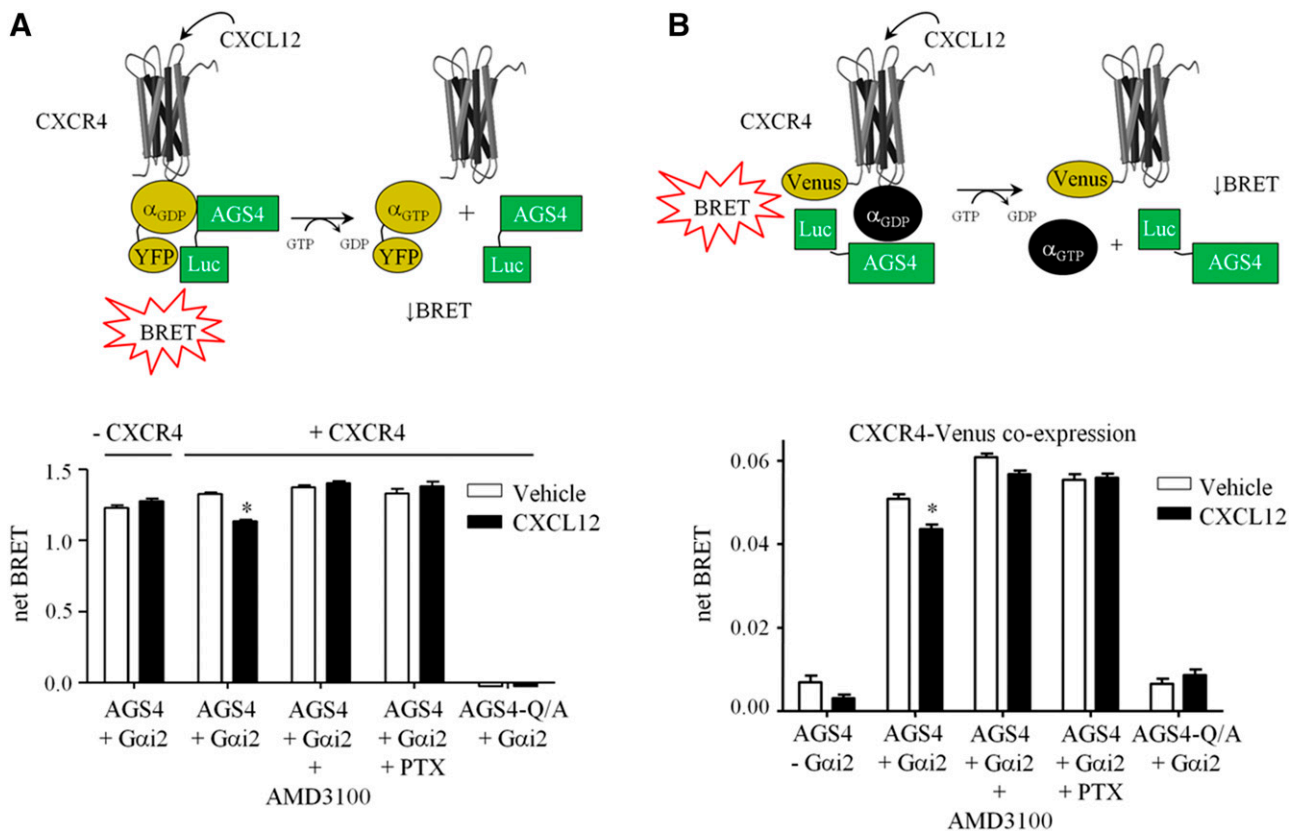 A
CXCL12
CXCR4
αGDP
AGS4
YFP
Luc
BRET
GTP GDP
αGTP
YFP
+
AGS4
Luc
↓BRET
- CXCR4 + CXCR4
net BRET
1.5
1.0
0.5
0.0
Vehicle
CXCL12
*
AGS4 AGS4 AGS4 AGS4 AGS4-Q/A
+ Gαi2 + Gαi2 + Gαi2 + Gαi2 + Gαi2
+ + PTX
AMD3100
B
CXCL12
CXCR4
Venus
BRET
αGDP
Luc
AGS4
GTP GDP
Venus
↓BRET
αGTP
+
Luc
AGS4
CXCR4-Venus co-expression
net BRET
0.06
0.04
0.02
0.00
Vehicle
CXCL12
*
AGS4 AGS4 AGS4 AGS4 AGS4-Q/A
- Gαi2 + Gαi2 + Gαi2 + Gαi2 + Gαi2
+ + PTX
AMD3100